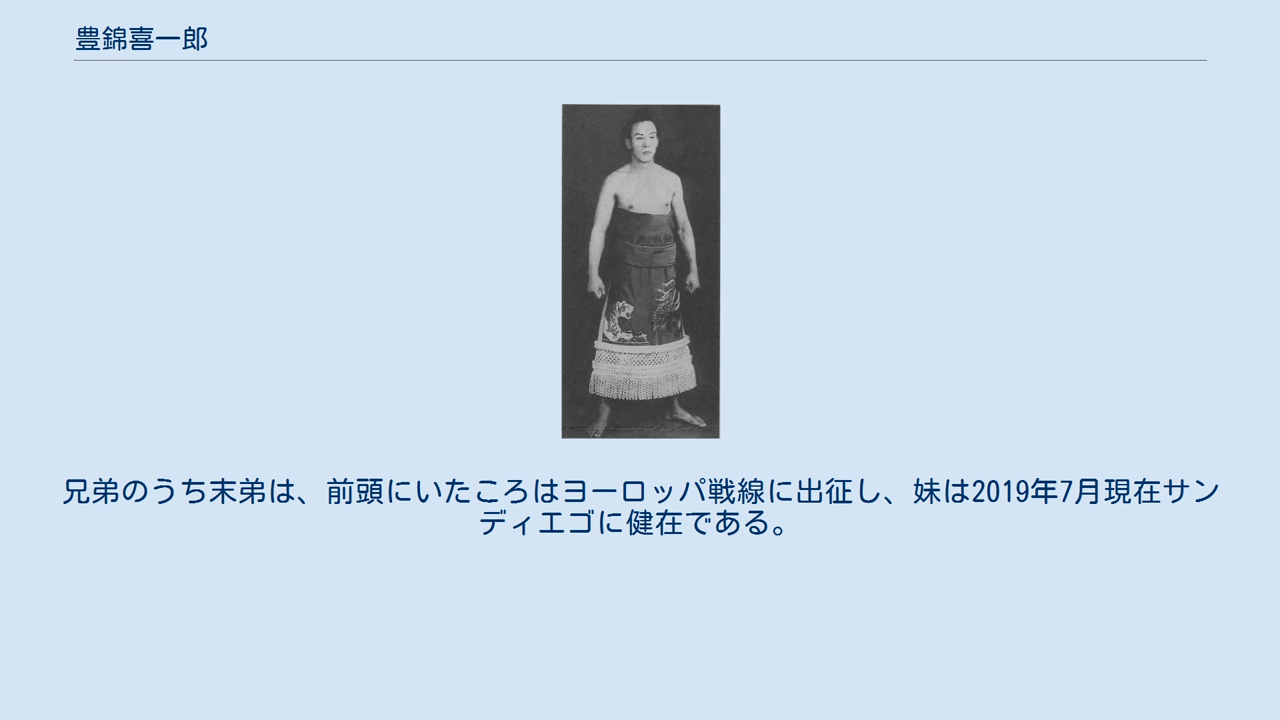 豊錦喜一郎
兄弟のうち末弟は、前頭にいたころはヨーロッパ戦線に出征し、妹は2019年7月現在サン
ディエゴに健在である。